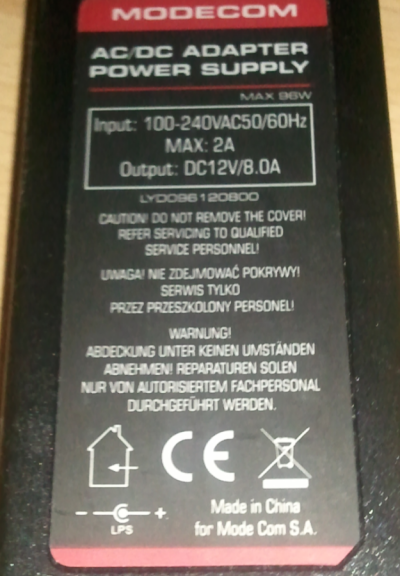 MODECOM
AC/DC ADAPTER
POWER SUPPLY
MAX 96W
Input: 100-240VAC50/60Hz
MAX: 2A
Output: DC12V/8.0A
LYD096120800
CAUTION! DO NOT REMOVE THE COVER!
REFER SERVICING TO QUALIFIED
SERVICE PERSONNEL!
UWAGA! NIE ZDEJMOWAĆ POKRYWY!
SERWIS TYLKO
PRZEZ PRZESZKOLONY PERSONEL!
WARNUNG!
ABDECKUNG UNTER KEINEN UMSTÄNDEN
ABNEHMEN! REPARATUREN SOLEN
NUR VON AUTORISIERTEM FACHPERSONAL
DURCHGEFÜHRT WERDEN.
CE
- +
LPS
Made in China
for Mode Com S.A.